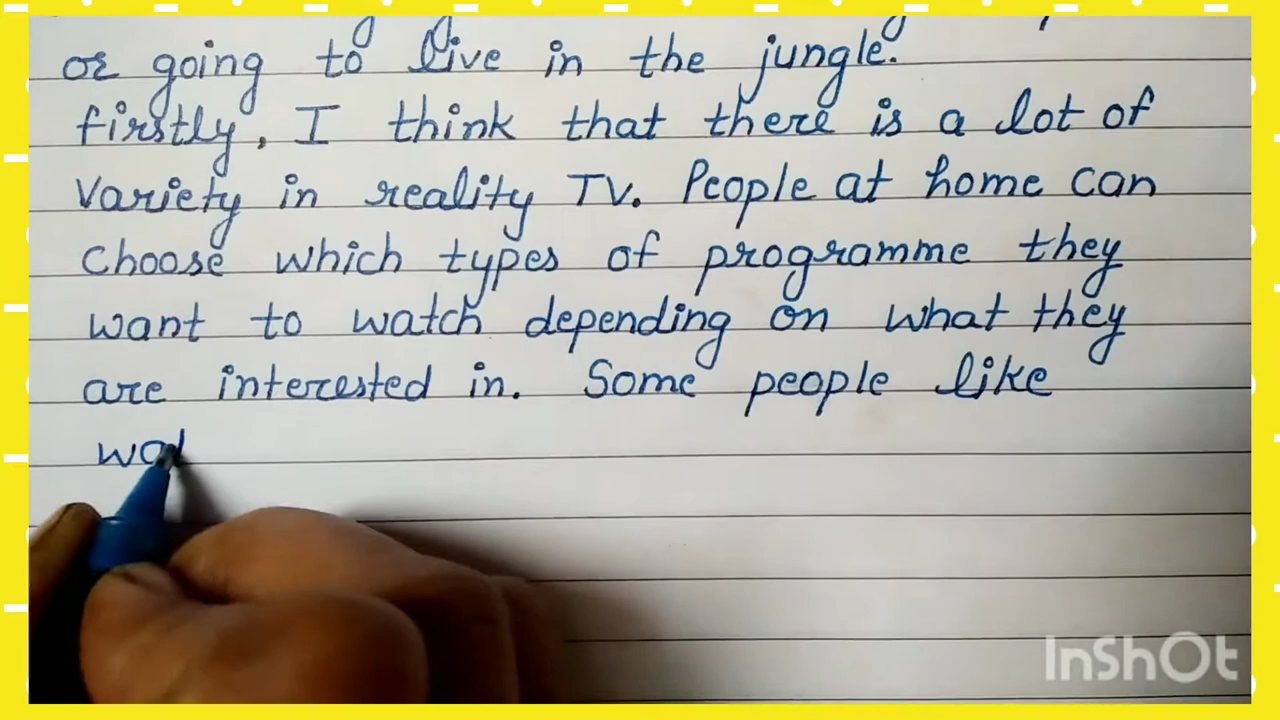 or going to live in the jungle.
firstly, I think that there is a lot of
Variety in reality TV. People at home can
Choose which types of programme they
want to watch depending on what they
are interested in. Some people like
InShOt